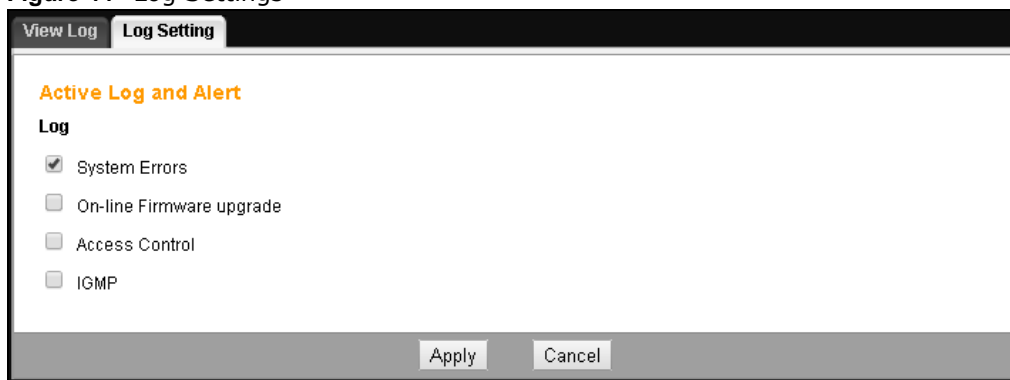 View Log Log Setting
Active Log and Alert
Log
System Errors
On-line Firmware upgrade
Access Control
IGMP
Apply Cancel